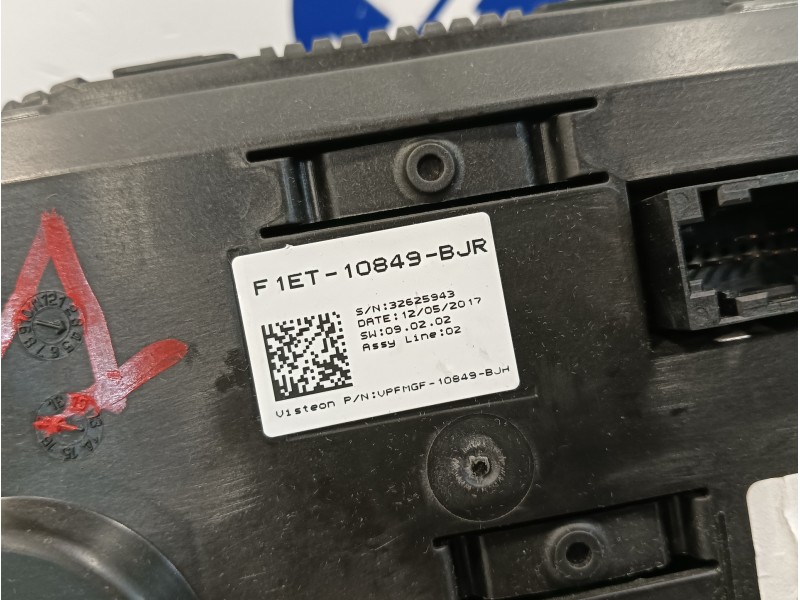 F1ET-10849-BJR
S/N:32625943
DATE:12/05/2017
SW:09.02.02
Assy Line:02
Visteon P/N:VPFMGF-10849-BJH